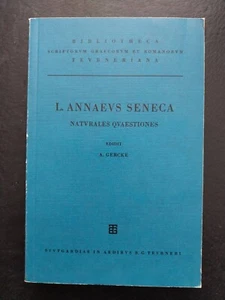 BIBLIOTHECA
SCRIPTORVM GRAECORVM ET ROMANORVM
TEVBNERIANA
L. ANNAEVS SENECA
NATVRALES QVAESTIONES
EDIDIT
A. GERCKE
STVTGARDIAE IN AEDIBVS B. G. TEVBNERI